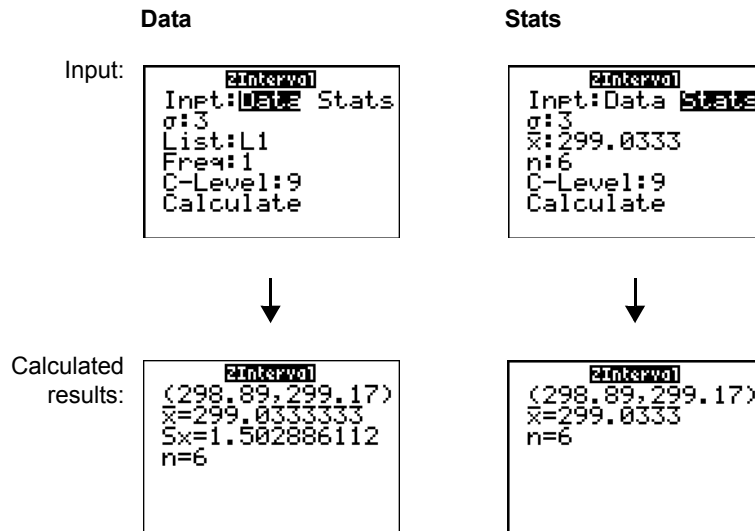 Data
Stats
Input:
ZInterval
Inpt:Data Stats
σ:3
List:L1
Freq:1
C-Level:9
Calculate
ZInterval
Inpt:Data Stats
σ:3
x̄:299.0333
n:6
C-Level:9
Calculate
Calculated
results:
ZInterval
(298.89,299.17)
x̄=299.0333333
Sx=1.502886112
n=6
ZInterval
(298.89,299.17)
x̄=299.0333
n=6